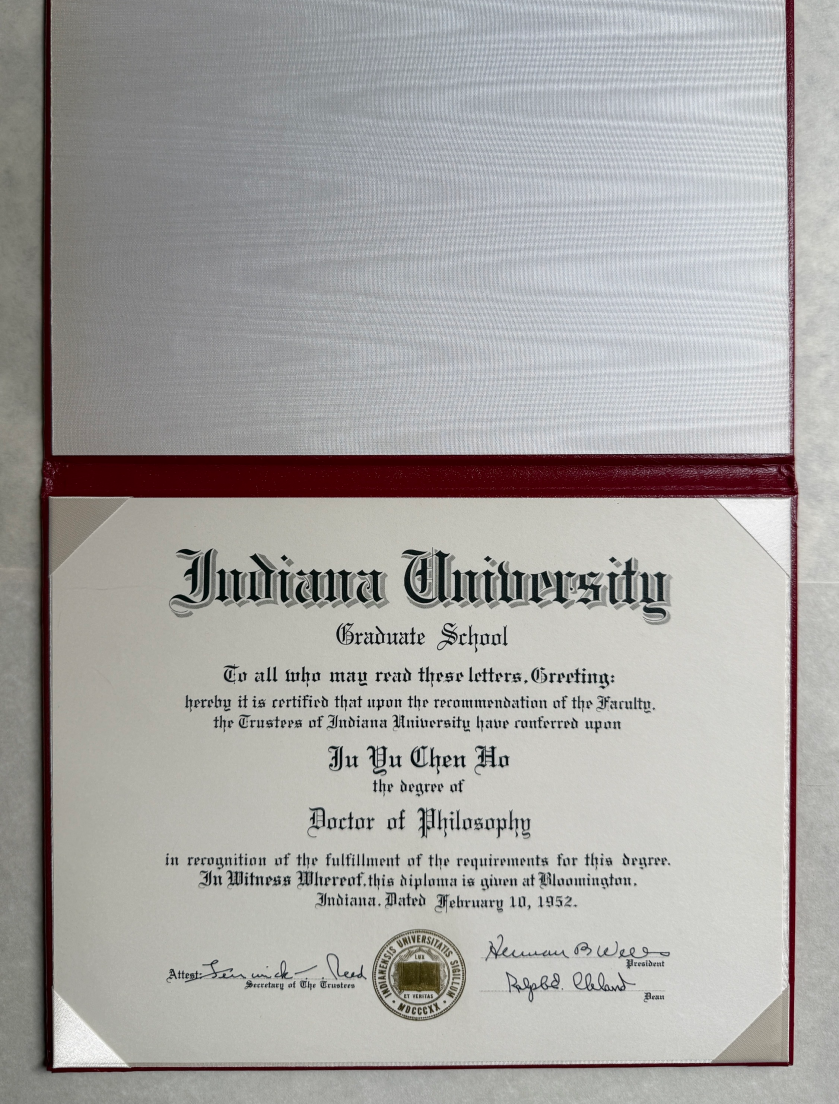 Indiana University
Graduate School
To all who may read these letters, Greeting:
hereby it is certified that upon the recommendation of the Faculty,
the Trustees of Indiana University have conferred upon
Ju Yu Chen Ho
the degree of
Doctor of Philosophy
in recognition of the fulfillment of the requirements for this degree.
In Witness Whereof, this diploma is given at Bloomington,
Indiana. Dated February 10, 1952.
Attest:
Secretary of The Trustees
INDIANENSIS UNIVERSITATIS SIGILLUM
LUX
ET VERITAS
MDCCCXX
Herman B Wells
President
Ralph E. Cleland
Dean